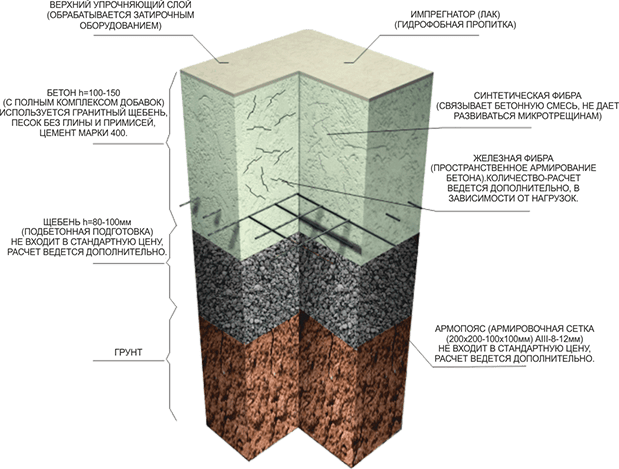 ВЕРХНИЙ УПРОЧНЯЮЩИЙ СЛОЙ
(ОБРАБАТЫВАЕТСЯ ЗАТИРОЧНЫМ
ОБОРУДОВАНИЕМ)
ИМПРЕГНАТОР (ЛАК)
(ГИДРОФОБНАЯ ПРОПИТКА)
БЕТОН h=100-150
(С ПОЛНЫМ КОМПЛЕКСОМ ДОБАВОК)
ИСПОЛЬЗУЕТСЯ ГРАНИТНЫЙ ЩЕБЕНЬ,
ПЕСОК БЕЗ ГЛИНЫ И ПРИМИСЕЙ,
ЦЕМЕНТ МАРКИ 400.
СИНТЕТИЧЕСКАЯ ФИБРА
(СВЯЗЫВАЕТ БЕТОННУЮ СМЕСЬ, НЕ ДАЕТ
РАЗВИВАТЬСЯ МИКРОТРЕЩИНАМ)
ЖЕЛЕЗНАЯ ФИБРА
(ПРОСТРАНСТВЕННОЕ АРМИРОВАНИЕ
БЕТОНА).КОЛИЧЕСТВО-РАСЧЕТ
ВЕДЕТСЯ ДОПОЛНИТЕЛЬНО, В
ЗАВИСИМОСТИ ОТ НАГРУЗОК.
ЩЕБЕНЬ h=80-100мм
(ПОДБЕТОННАЯ ПОДГОТОВКА)
НЕ ВХОДИТ В СТАНДАРТНУЮ ЦЕНУ,
РАСЧЕТ ВЕДЕТСЯ ДОПОЛНИТЕЛЬНО.
ГРУНТ
АРМОПОЯС (АРМИРОВОЧНАЯ СЕТКА
(200х200-100х100мм) АIII-8-12мм)
НЕ ВХОДИТ В СТАНДАРТНУЮ ЦЕНУ,
РАСЧЕТ ВЕДЕТСЯ ДОПОЛНИТЕЛЬНО.